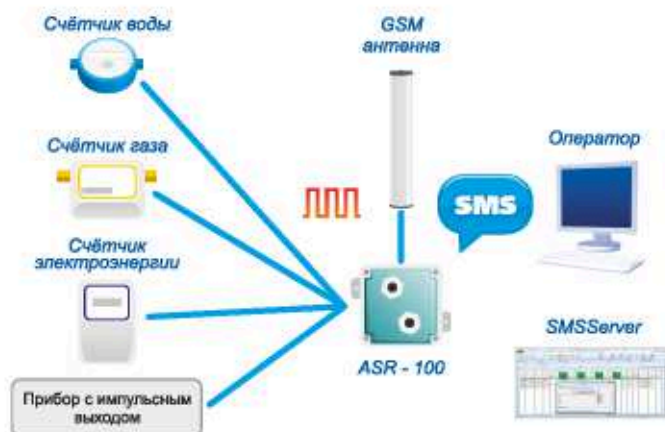 Счётчик воды
GSM
антенна
Счётчик газа
Оператор
SMS
Счётчик
электроэнергии
SMSServer
ASR - 100
Прибор с импульсным
выходом